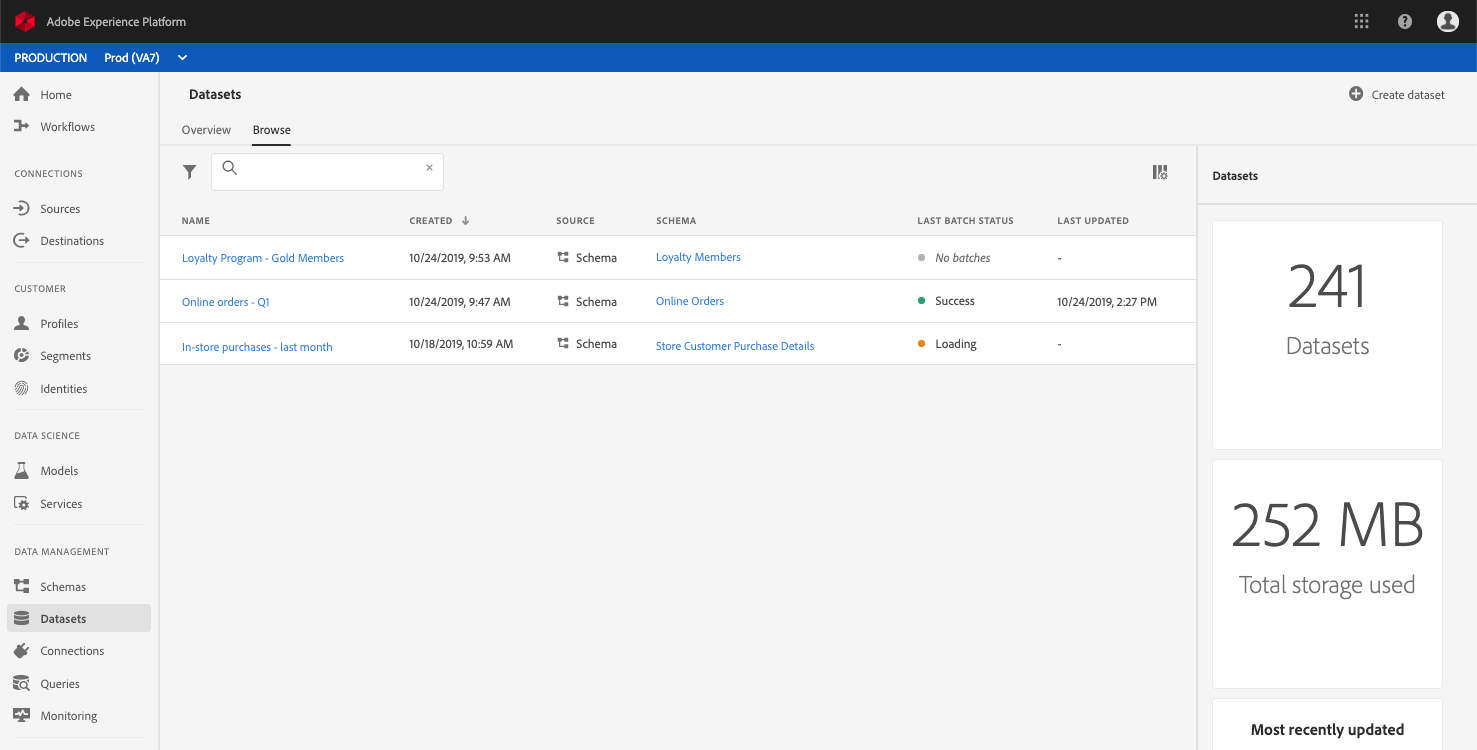 Adobe Experience Platform
PRODUCTION Prod (VA7)
Home
Workflows
CONNECTIONS
Sources
Destinations
CUSTOMER
Profiles
Segments
Identities
DATA SCIENCE
Models
Services
DATA MANAGEMENT
Schemas
Datasets
Connections
Queries
Monitoring
Datasets
Create dataset
Overview Browse
NAME CREATED SOURCE SCHEMA LAST BATCH STATUS LAST UPDATED
Loyalty Program - Gold Members 10/24/2019, 9:53 AM Schema Loyalty Members No batches -
Online orders - Q1 10/24/2019, 9:47 AM Schema Online Orders Success 10/24/2019, 2:27 PM
In-store purchases - last month 10/18/2019, 10:59 AM Schema Store Customer Purchase Details Loading -
Datasets
241
Datasets
252 MB
Total storage used
Most recently updated